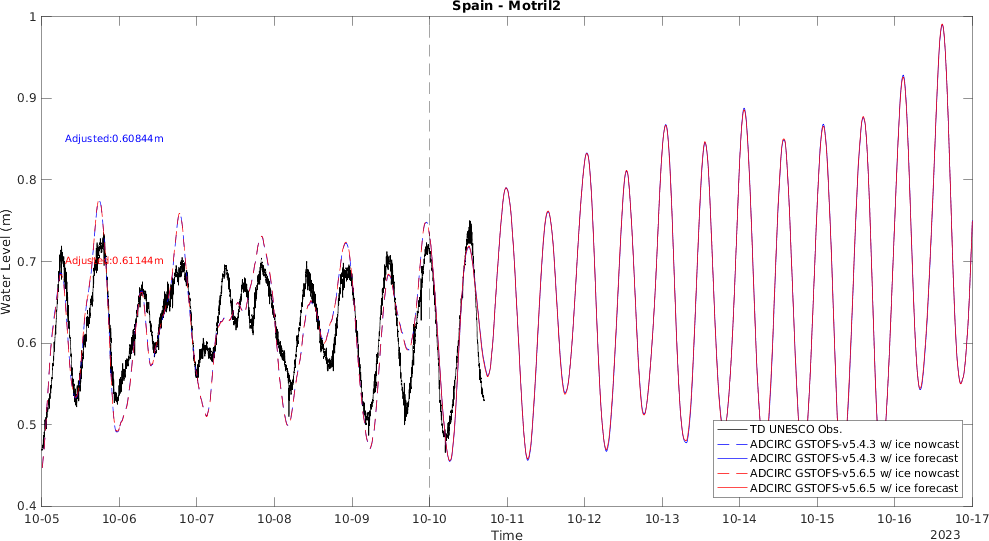 Spain - Motril2
1
0.9
0.8
0.7
0.6
0.5
0.4
Water Level (m)
Adjusted:0.60844m
Adjusted:0.61144m
TD UNESCO Obs.
ADCIRC GSTOFS-v5.4.3 w/ ice nowcast
ADCIRC GSTOFS-v5.4.3 w/ ice forecast
ADCIRC GSTOFS-v5.6.5 w/ ice nowcast
ADCIRC GSTOFS-v5.6.5 w/ ice forecast
10-05 10-06 10-07 10-08 10-09 10-10 10-11 10-12 10-13 10-14 10-15 10-16 10-17
Time
2023